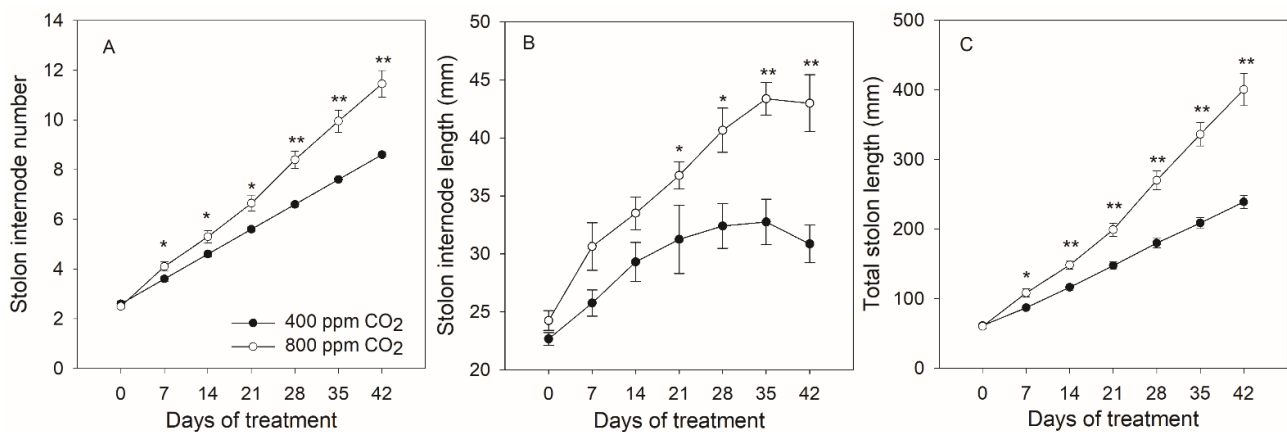 A
Stolon internode number
14
12
10
8
6
4
2
0
* * * ** ** **
400 ppm CO₂
800 ppm CO₂
0 7 14 21 28 35 42
Days of treatment
B
Stolon internode length (mm)
50
45
40
35
30
25
20
* * ** **
0 7 14 21 28 35 42
Days of treatment
C
Total stolon length (mm)
500
400
300
200
100
0
* ** ** ** ** **
0 7 14 21 28 35 42
Days of treatment